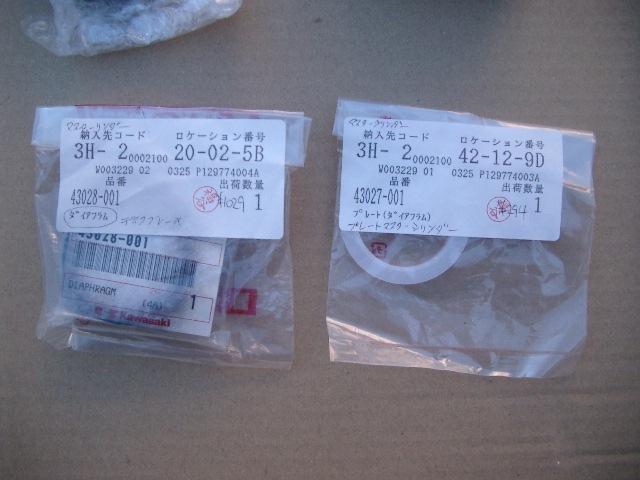 マスターシリンダー
納入先コード ロケーション番号
3H- 2 0002100 20-02-5B
W003229 02 0325 P129774004A
品番 出荷数量
43028-001 1
ダイアフラム
43028-001
DIAPHRAGM
(4A) 1
Kawasaki
マスターシリンダー
納入先コード ロケーション番号
3H- 2 0002100 42-12-9D
W003229 01 0325 P129774003A
品番 出荷数量
43027-001 1
プレート(ダイアフラム)
プレートマスターシリンダー